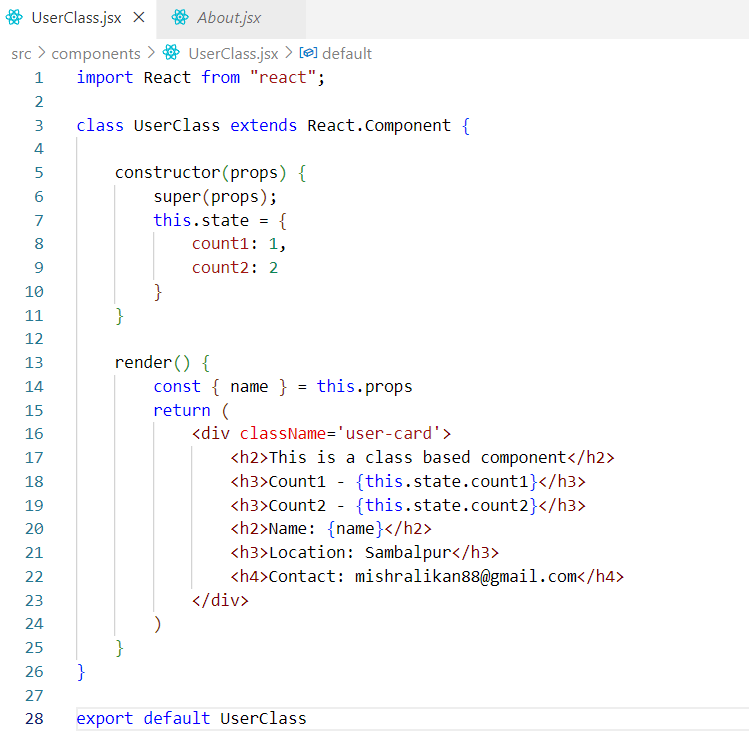 UserClass.jsx × About.jsx
src > components > UserClass.jsx > default
1 import React from "react";
2
3 class UserClass extends React.Component {
4
5     constructor(props) {
6         super(props);
7         this.state = {
8             count1: 1,
9             count2: 2
10         }
11     }
12
13     render() {
14         const { name } = this.props
15         return (
16             <div className='user-card'>
17                 <h2>This is a class based component</h2>
18                 <h3>Count1 - {this.state.count1}</h3>
19                 <h3>Count2 - {this.state.count2}</h3>
20                 <h2>Name: {name}</h2>
21                 <h3>Location: Sambalpur</h3>
22                 <h4>Contact: mishralikan88@gmail.com</h4>
23             </div>
24         )
25     }
26 }
27
28 export default UserClass